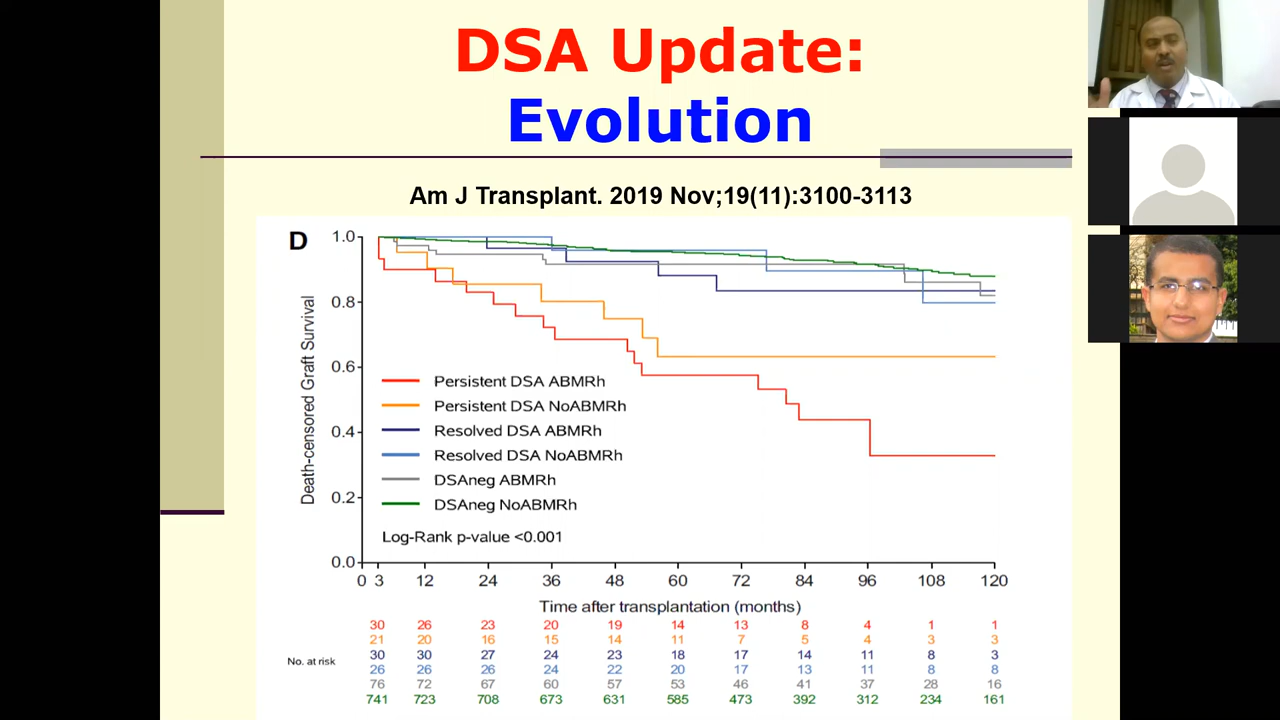 DSA Update:
Evolution
Am J Transplant. 2019 Nov;19(11):3100-3113
D
Death-censored Graft Survival
1.0
0.8
0.6
0.4
0.2
0.0
Persistent DSA ABMRh
Persistent DSA NoABMRh
Resolved DSA ABMRh
Resolved DSA NoABMRh
DSAneg ABMRh
DSAneg NoABMRh
Log-Rank p-value <0.001
0 3 12 24 36 48 60 72 84 96 108 120
Time after transplantation (months)
No. at risk
30 26 23 20 19 14 13 8 4 1 1
21 20 16 15 14 11 7 5 4 3 3
30 30 27 24 23 18 17 14 11 8 3
26 26 26 24 22 20 17 13 11 8 8
76 72 67 60 57 53 46 41 37 28 16
741 723 708 673 631 585 473 392 312 234 161